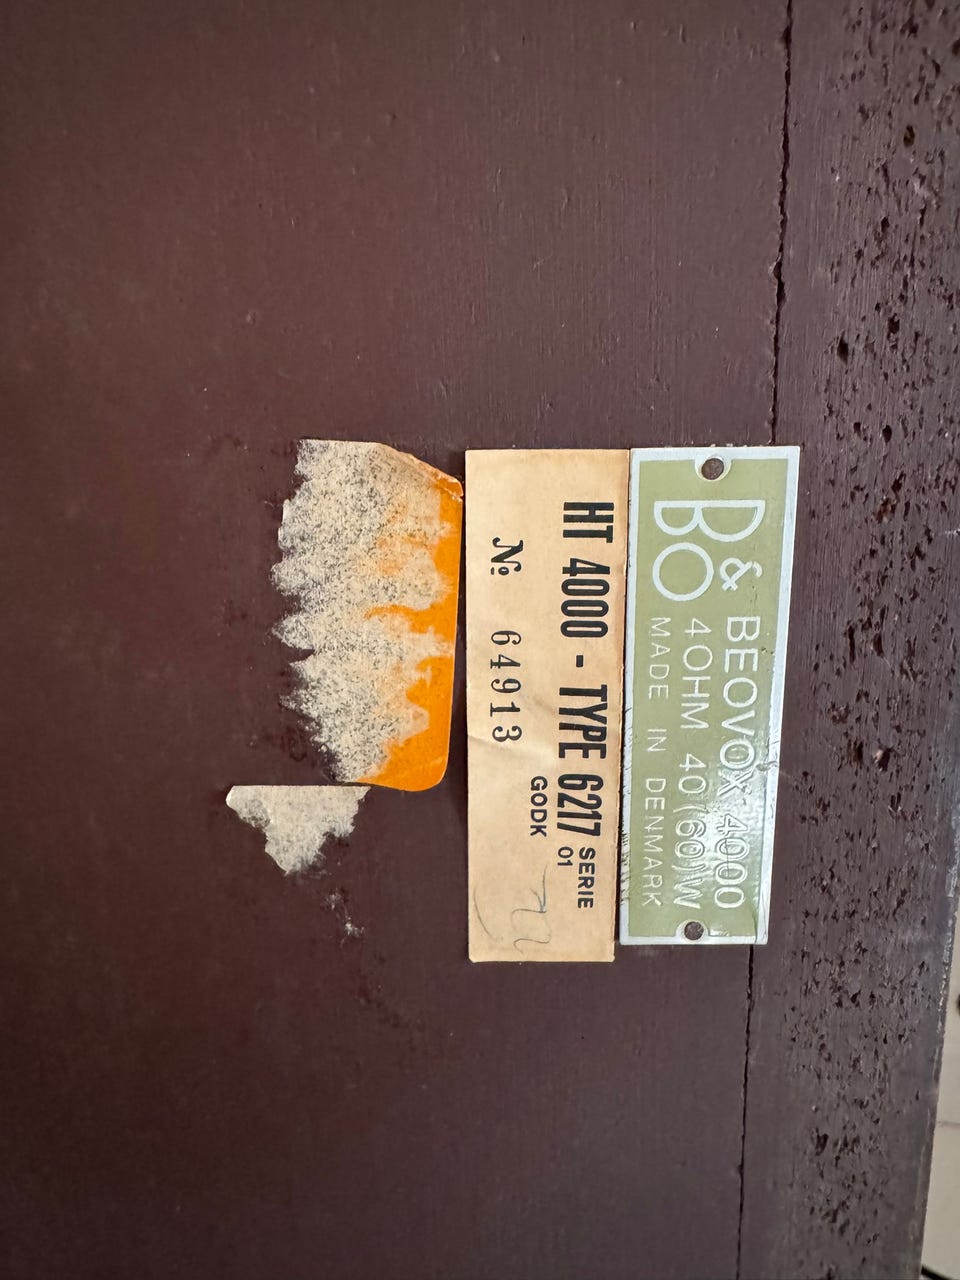 B&O
BEOVOX 4000
4OHM 40(60)W
MADE IN DENMARK
HT 4000 - TYPE 6217 SERIE 01
GODK
№ 64913